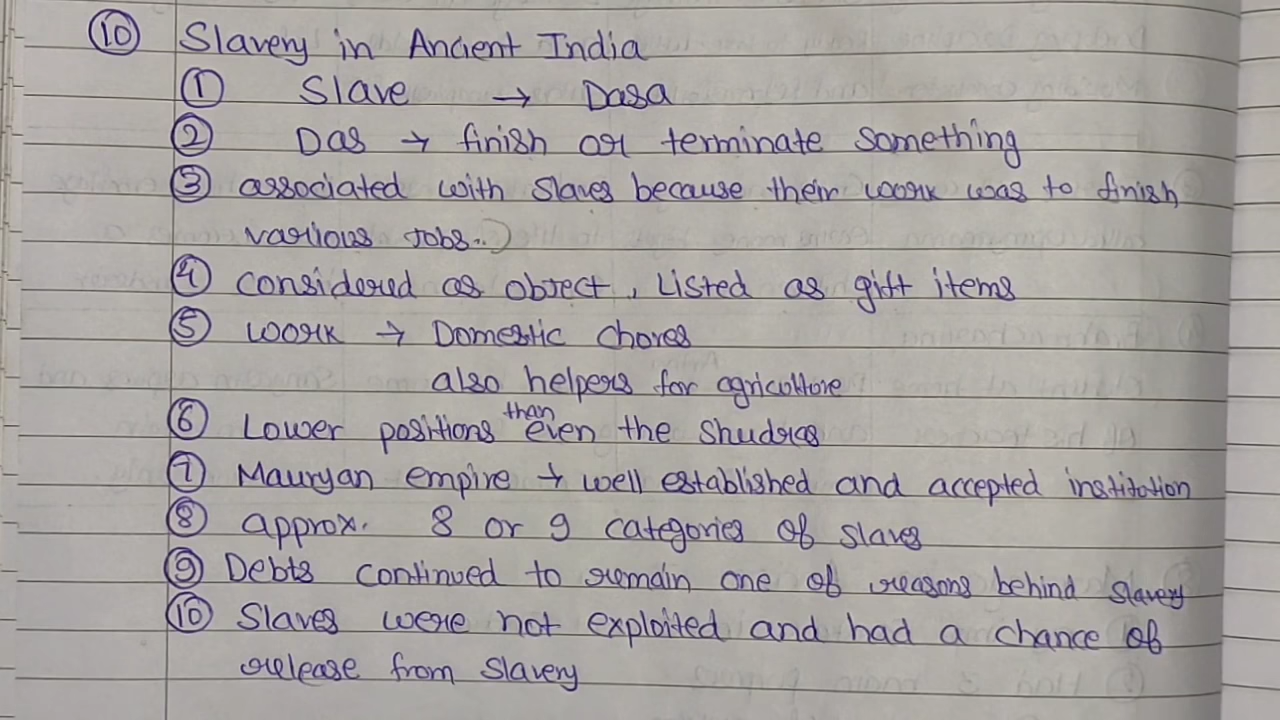 10 Slavery in Ancient India
1 Slave → Dasa
2 Das → finish or terminate something
3 associated with slaves because their work was to finish
various jobs..)
4 considered as object, Listed as gift items
5 work → Domestic chores
also helpers for agriculture
6 Lower positions than even the shudras
7 Mauryan empire → well established and accepted institution
8 approx. 8 or 9 categories of slaves
9 Debts continued to remain one of reasons behind slavery
10 Slaves were not exploited and had a chance of
release from slavery